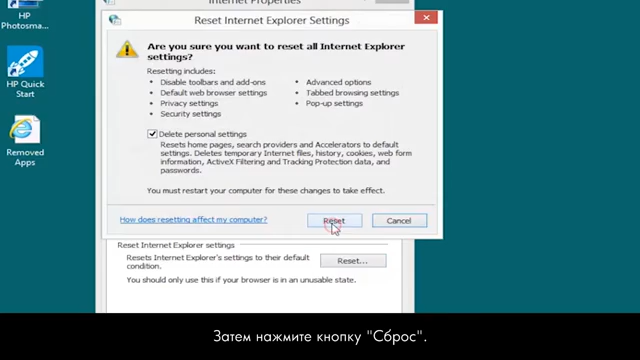 Internet Properties
HP
Photosma...
Reset Internet Explorer Settings
Are you sure you want to reset all Internet Explorer
settings?
Resetting includes:
• Disable toolbars and add-ons
• Default web browser settings
• Privacy settings
• Security settings
• Advanced options
• Tabbed browsing settings
• Pop-up settings
HP Quick
Start
Delete personal settings
Resets home pages, search providers and Accelerators to default
settings. Deletes temporary Internet files, history, cookies, web form
information, ActiveX Filtering and Tracking Protection data, and
passwords.
Removed
Apps
You must restart your computer for these changes to take effect.
How does resetting affect my computer?
Reset
Cancel
Reset Internet Explorer settings
Resets Internet Explorer's settings to their default
condition.
Reset...
You should only use this if your browser is in an unusable state.
Затем нажмите кнопку "Сброс".